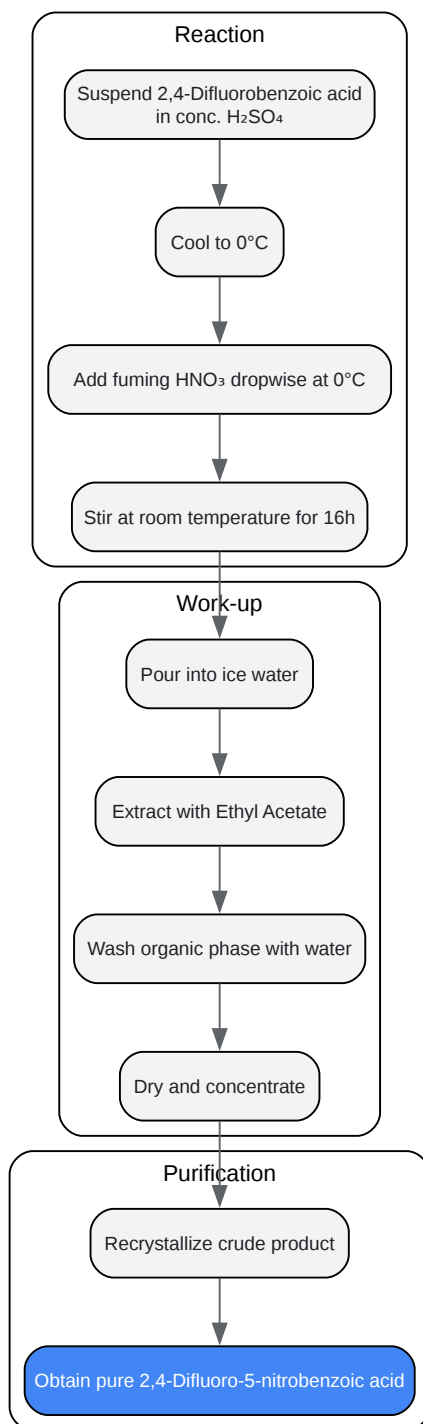 Reaction
Suspend 2,4-Difluorobenzoic acid
in conc. H₂SO₄
Cool to 0°C
Add fuming HNO₃ dropwise at 0°C
Stir at room temperature for 16h
Work-up
Pour into ice water
Extract with Ethyl Acetate
Wash organic phase with water
Dry and concentrate
Purification
Recrystallize crude product
Obtain pure 2,4-Difluoro-5-nitrobenzoic acid